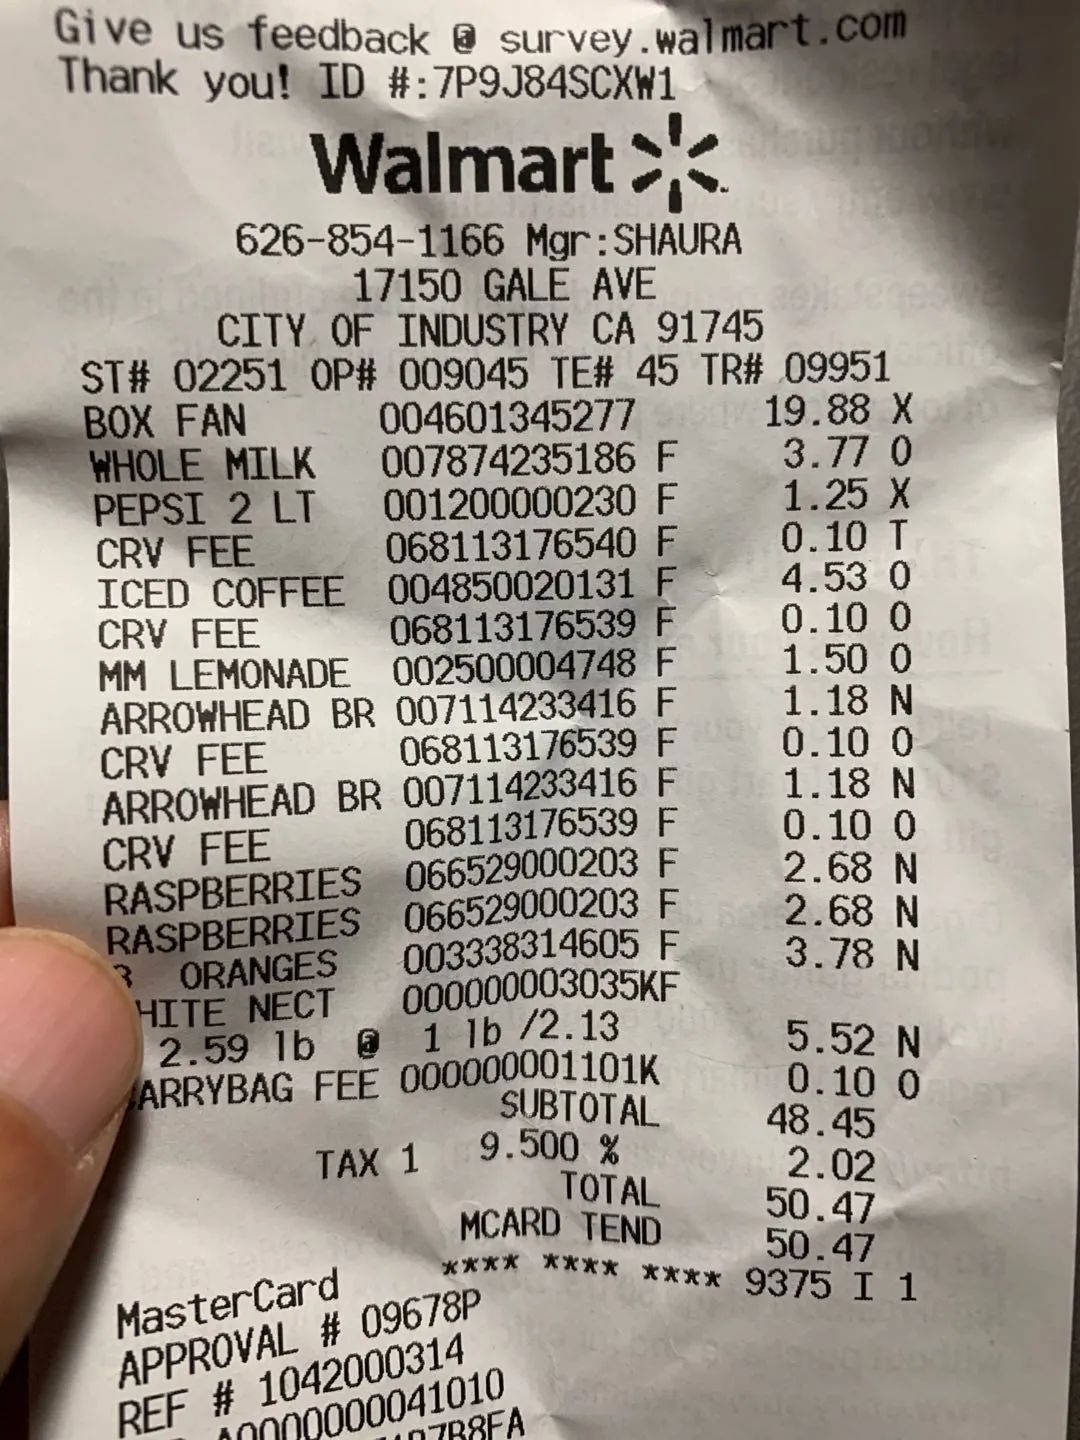 Give us feedback @ survey.walmart.com
Thank you! ID #:7P9J84SCXW1
Walmart
626-854-1166 Mgr:SHAURA
17150 GALE AVE
CITY OF INDUSTRY CA 91745
ST# 02251 OP# 009045 TE# 45 TR# 09951
BOX FAN 004601345277 19.88 X
WHOLE MILK 007874235186 F 3.77 O
PEPSI 2 LT 001200000230 F 1.25 X
CRV FEE 068113176540 F 0.10 T
ICED COFFEE 004850020131 F 4.53 O
CRV FEE 068113176539 F 0.10 O
MM LEMONADE 002500004748 F 1.50 O
ARROWHEAD BR 007114233416 F 1.18 N
CRV FEE 068113176539 F 0.10 O
ARROWHEAD BR 007114233416 F 1.18 N
CRV FEE 068113176539 F 0.10 O
RASPBERRIES 066529000203 F 2.68 N
RASPBERRIES 066529000203 F 2.68 N
ORANGES 003338314605 F 3.78 N
HITE NECT 000000003035KF
2.59 lb @ 1 lb /2.13 5.52 N
ARRYBAG FEE 000000001101K 0.10 O
SUBTOTAL 48.45
TAX 1 9.500 % 2.02
TOTAL 50.47
MCARD TEND 50.47
MasterCard **** **** **** 9375 I 1
APPROVAL # 09678P
REF # 1042000314
A0000000041010